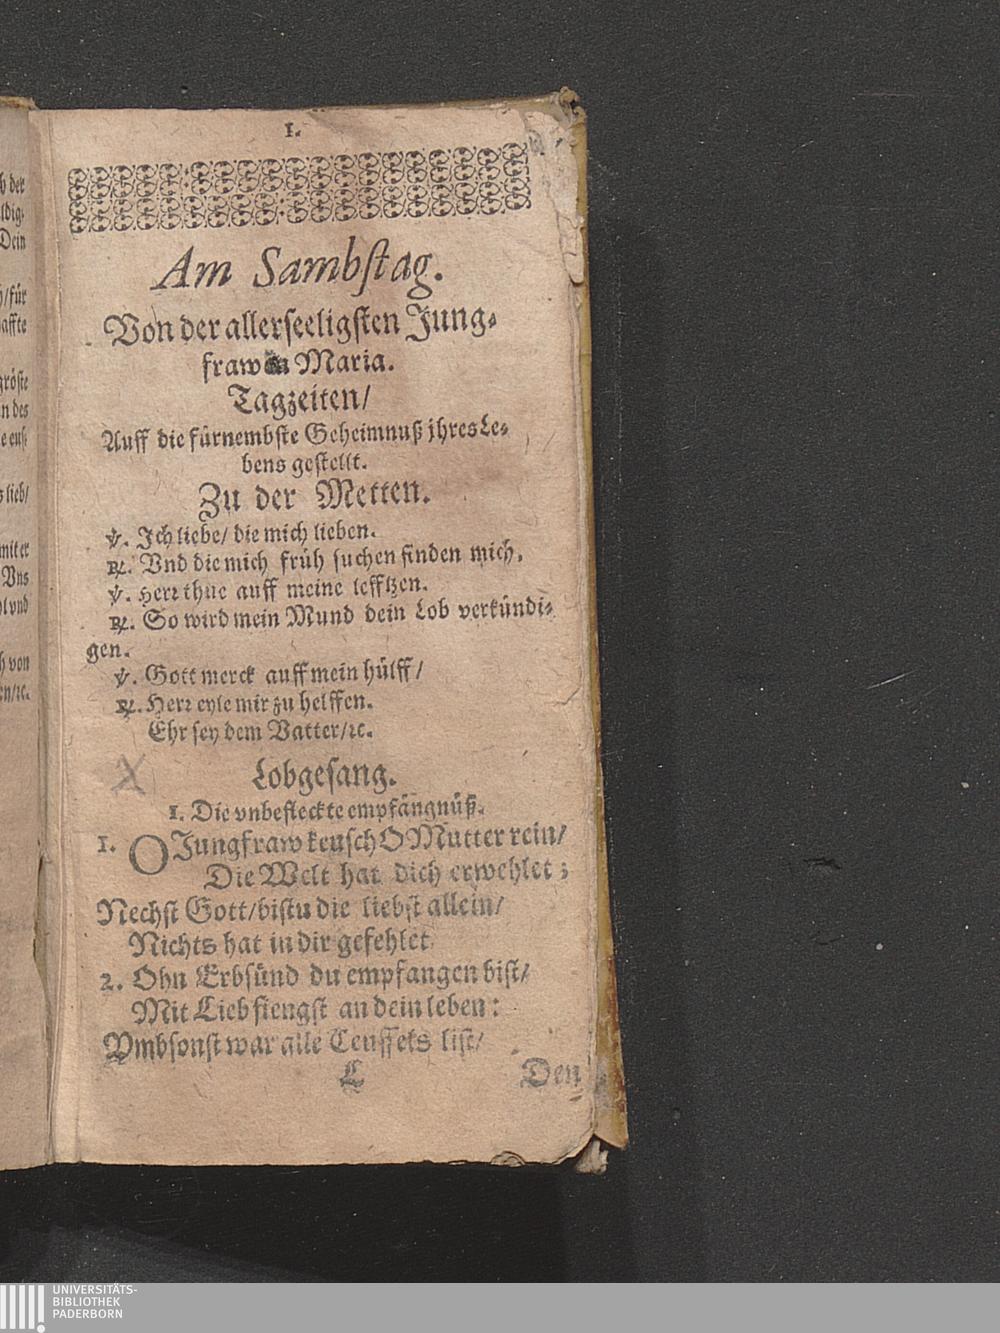 1.
Am Sambstag.
Von der allerseeligsten Jung-
frawen Maria.
Tagzeiten/
Auff die fürnembste Geheimnuß jhres Le-
bens gestellt.
Zu der Metten.
℣. Ich liebe/ die mich lieben.
℟. Vnd die mich früh suchen finden mich.
℣. Herr thue auff meine lefftzen.
℟. So wird mein Mund dein Lob verkündi-
gen.
℣. Gott merck auff mein hülff/
℟. Herr eyle mir zu helffen.
Ehr sey dem Vatter/ꝛc.
Lobgesang.
1. Die vnbefleckte empfängnüß.
1. O Jungfraw keusch O Mutter rein/
Die Welt hat dich erwehlet;
Nechst Gott/bistu die liebst allein/
Nichts hat in dir gefehlet.
2. Ohn Erbsünd du empfangen bist/
Mit Lieb fiengst an dein leben:
Vmbsonst war alle Teuffels list/
Den
UNIVERSITÄTS-
BIBLIOTHEK
PADERBORN